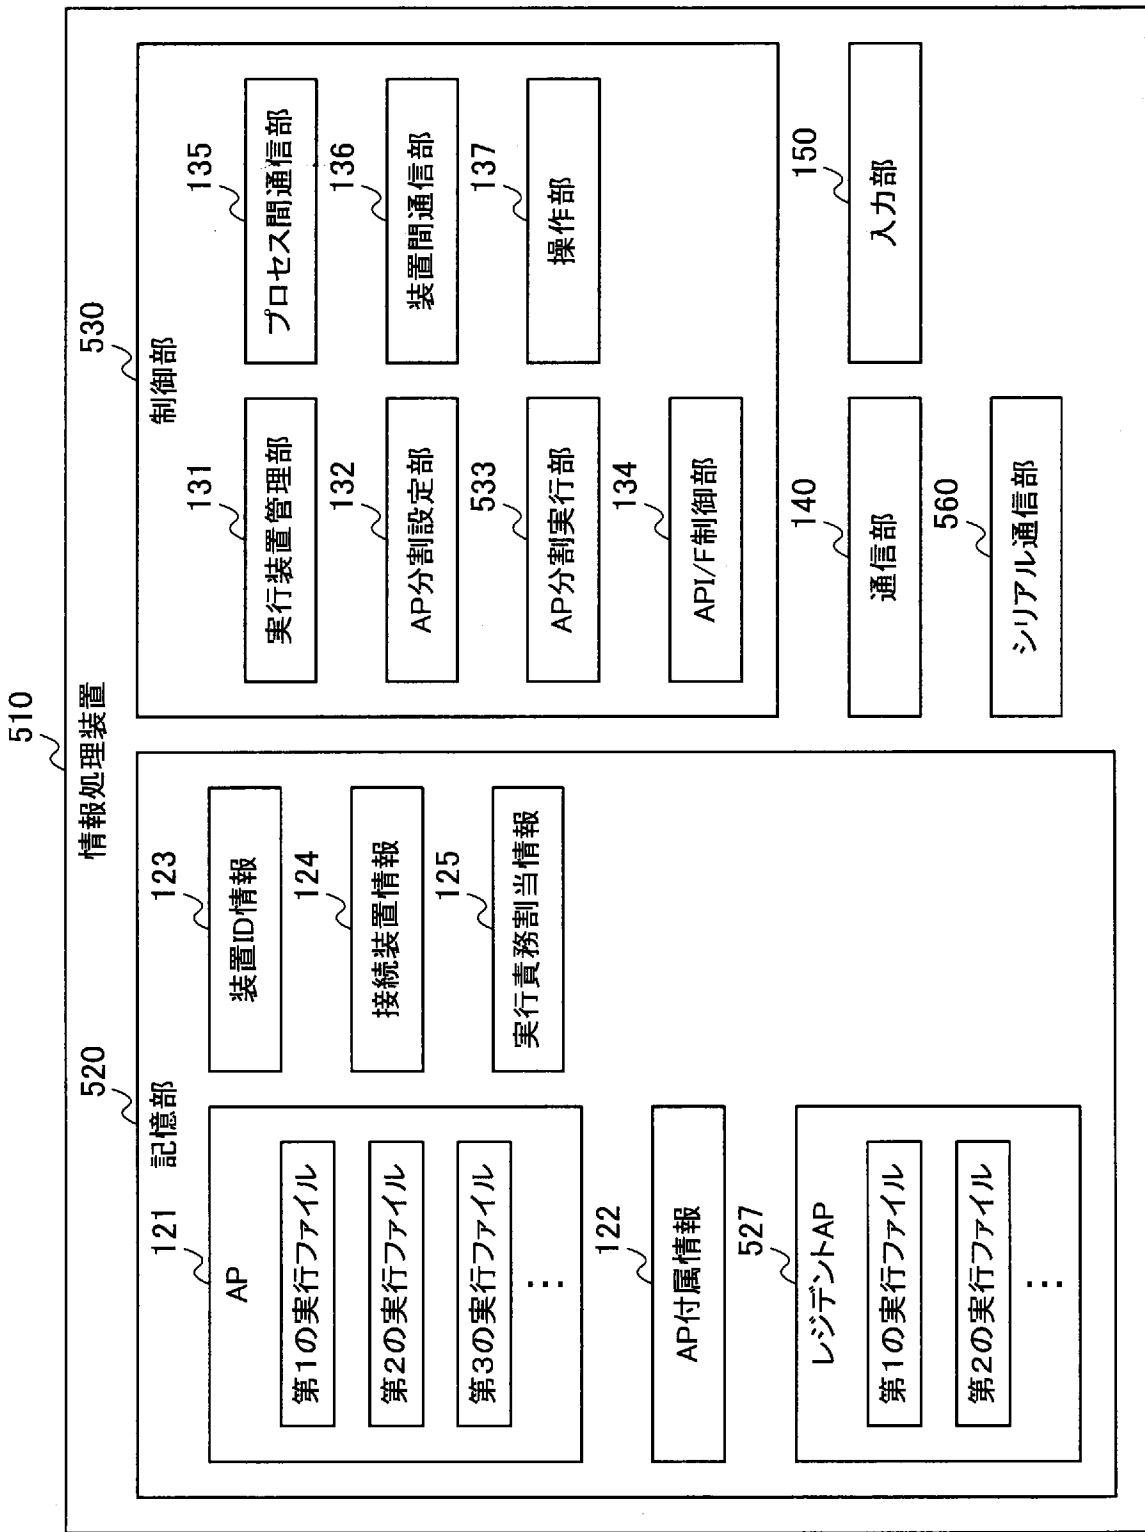 510
情報処理装置
520
記憶部
121
AP
第1の実行ファイル
第2の実行ファイル
第3の実行ファイル
…
122
AP付属情報
527
レジデントAP
第1の実行ファイル
第2の実行ファイル
…
123
装置ID情報
124
接続装置情報
125
実行責務割当情報
530
制御部
131
実行装置管理部
132
AP分割設定部
533
AP分割実行部
134
API/F制御部
135
プロセス間通信部
136
装置間通信部
137
操作部
140
通信部
150
入力部
560
シリアル通信部